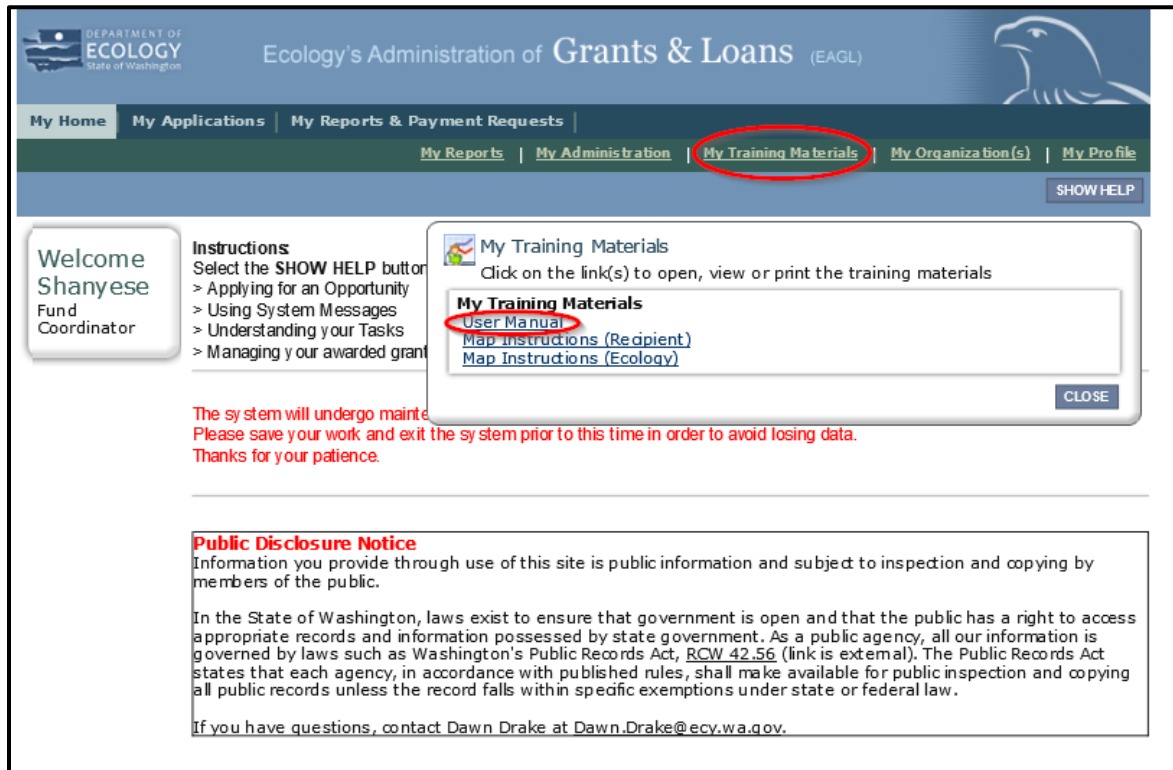 DEPARTMENT OF
ECOLOGY
State of Washington
Ecology's Administration of Grants & Loans (EAGL)
My Home | My Applications | My Reports & Payment Requests |
My Reports | My Administration | My Training Materials | My Organization(s) | My Profile
SHOW HELP
Welcome
Shanyese
Fund
Coordinator
Instructions:
Select the SHOW HELP button
> Applying for an Opportunity
> Using System Messages
> Understanding your Tasks
> Managing your awarded grant
My Training Materials
Click on the link(s) to open, view or print the training materials
My Training Materials
User Manual
Map Instructions (Recipient)
Map Instructions (Ecology)
CLOSE
The system will undergo mainte
Please save your work and exit the system prior to this time in order to avoid losing data.
Thanks for your patience.
Public Disclosure Notice
Information you provide through use of this site is public information and subject to inspection and copying by
members of the public.
In the State of Washington, laws exist to ensure that government is open and that the public has a right to access
appropriate records and information possessed by state government. As a public agency, all our information is
governed by laws such as Washington's Public Records Act, RCW 42.56 (link is external). The Public Records Act
states that each agency, in accordance with published rules, shall make available for public inspection and copying
all public records unless the record falls within specific exemptions under state or federal law.
If you have questions, contact Dawn Drake at Dawn.Drake@ecy.wa.gov.